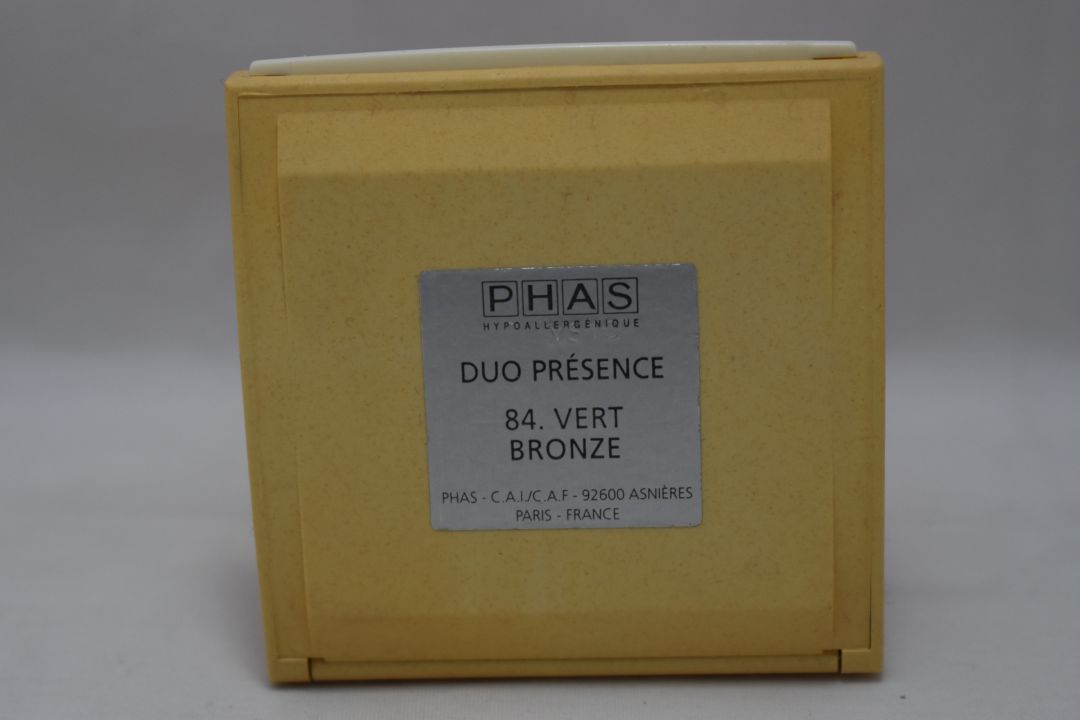 PHAS
HYPOALLERGÉNIQUE
DUO PRÉSENCE
84. VERT
BRONZE
PHAS - C.A.I./C.A.F - 92600 ASNIÈRES
PARIS - FRANCE